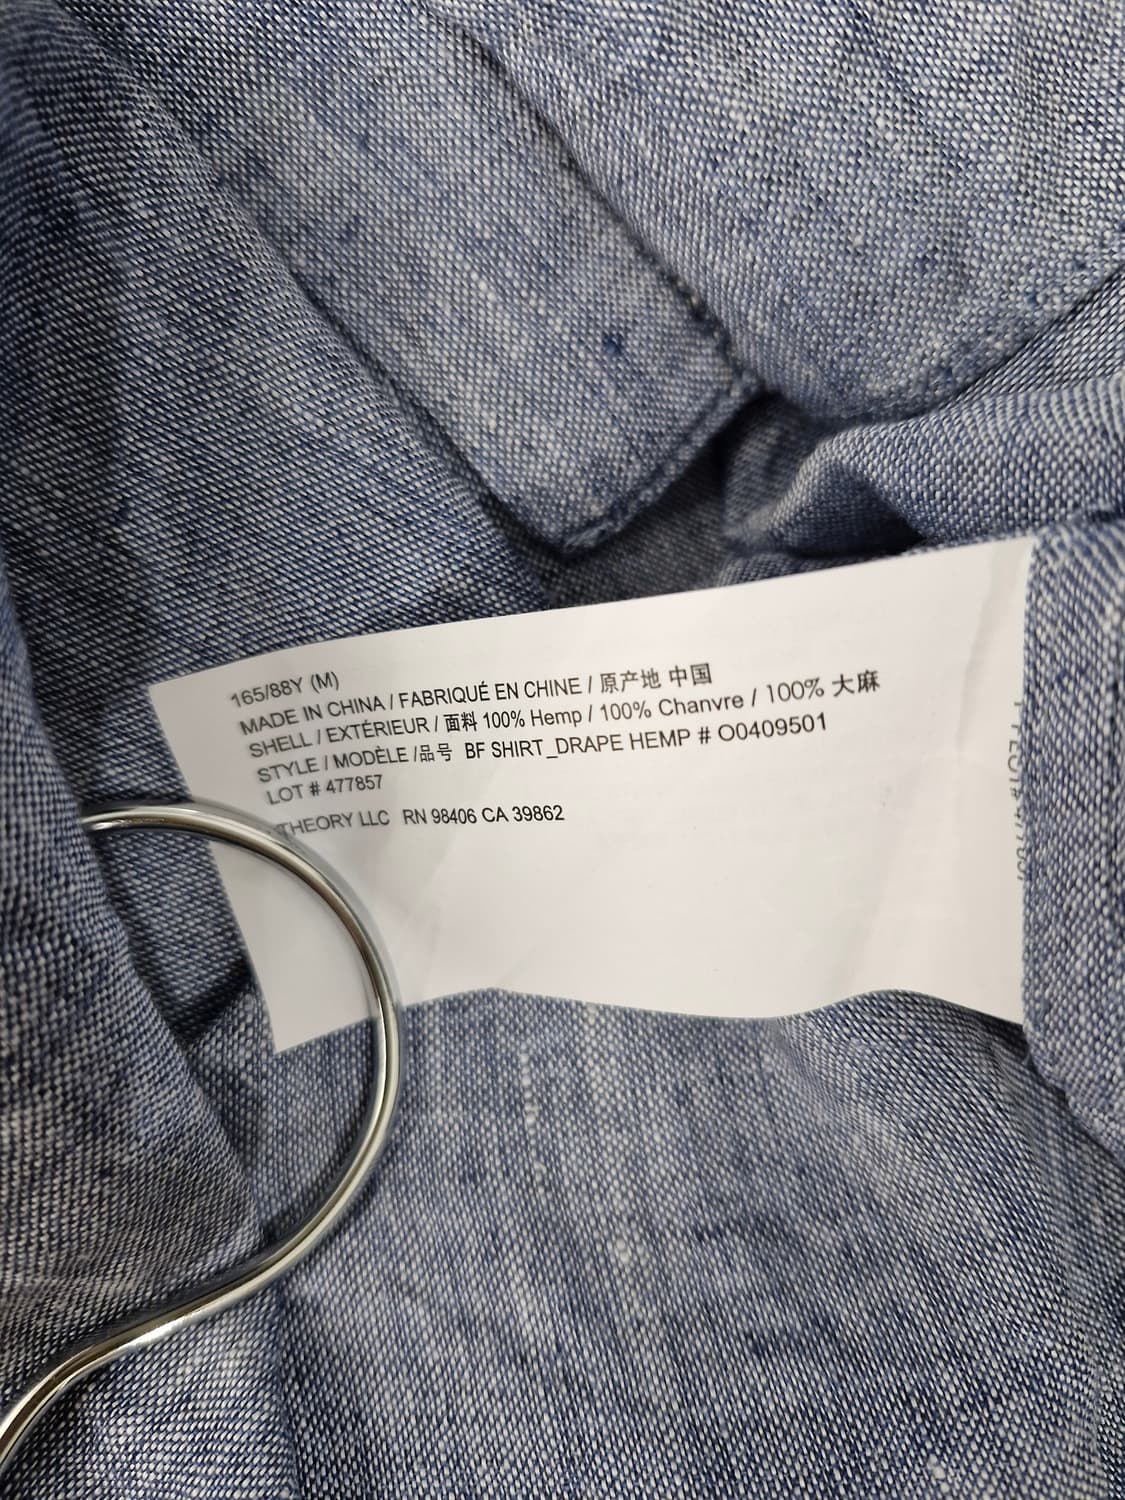 165/88Y (M)
MADE IN CHINA / FABRIQUÉ EN CHINE / 原产地 中国
SHELL / EXTÉRIEUR / 面料 100% Hemp / 100% Chanvre / 100% 大麻
STYLE / MODÈLE /品号 BF SHIRT_DRAPE HEMP # O0409501
LOT # 477857
THEORY LLC RN 98406 CA 39862